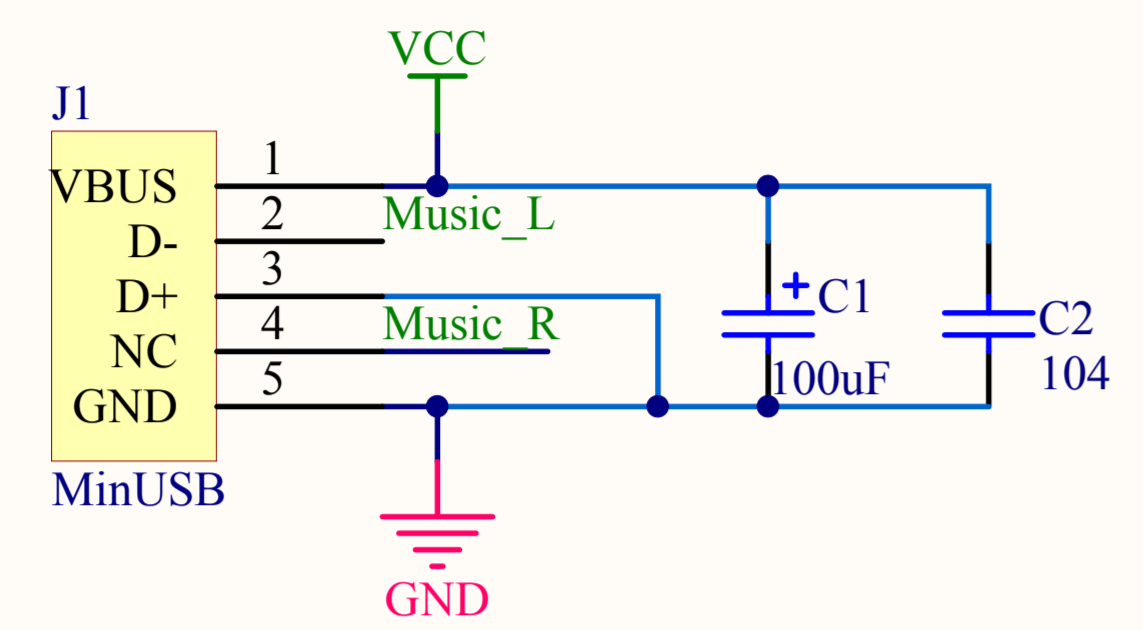 VCC
J1
VBUS 1
Music_L
D- 2
D+ 3
Music_R
NC 4
GND 5
MinUSB
GND
+ C1
100uF
C2
104